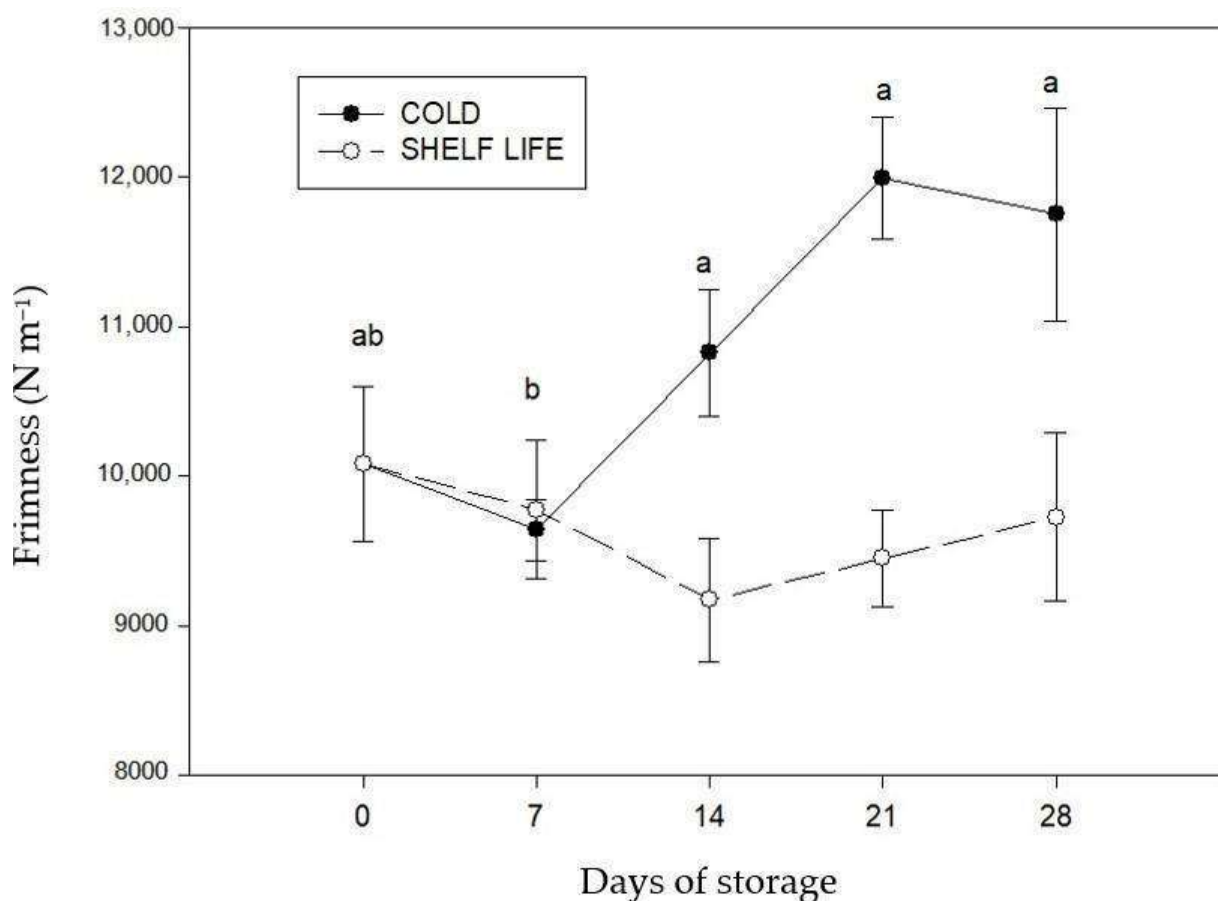 13,000
12,000
11,000
10,000
9000
8000
Frimness (N m⁻¹)
COLD
SHELF LIFE
ab
b
a
a
a
0 7 14 21 28
Days of storage